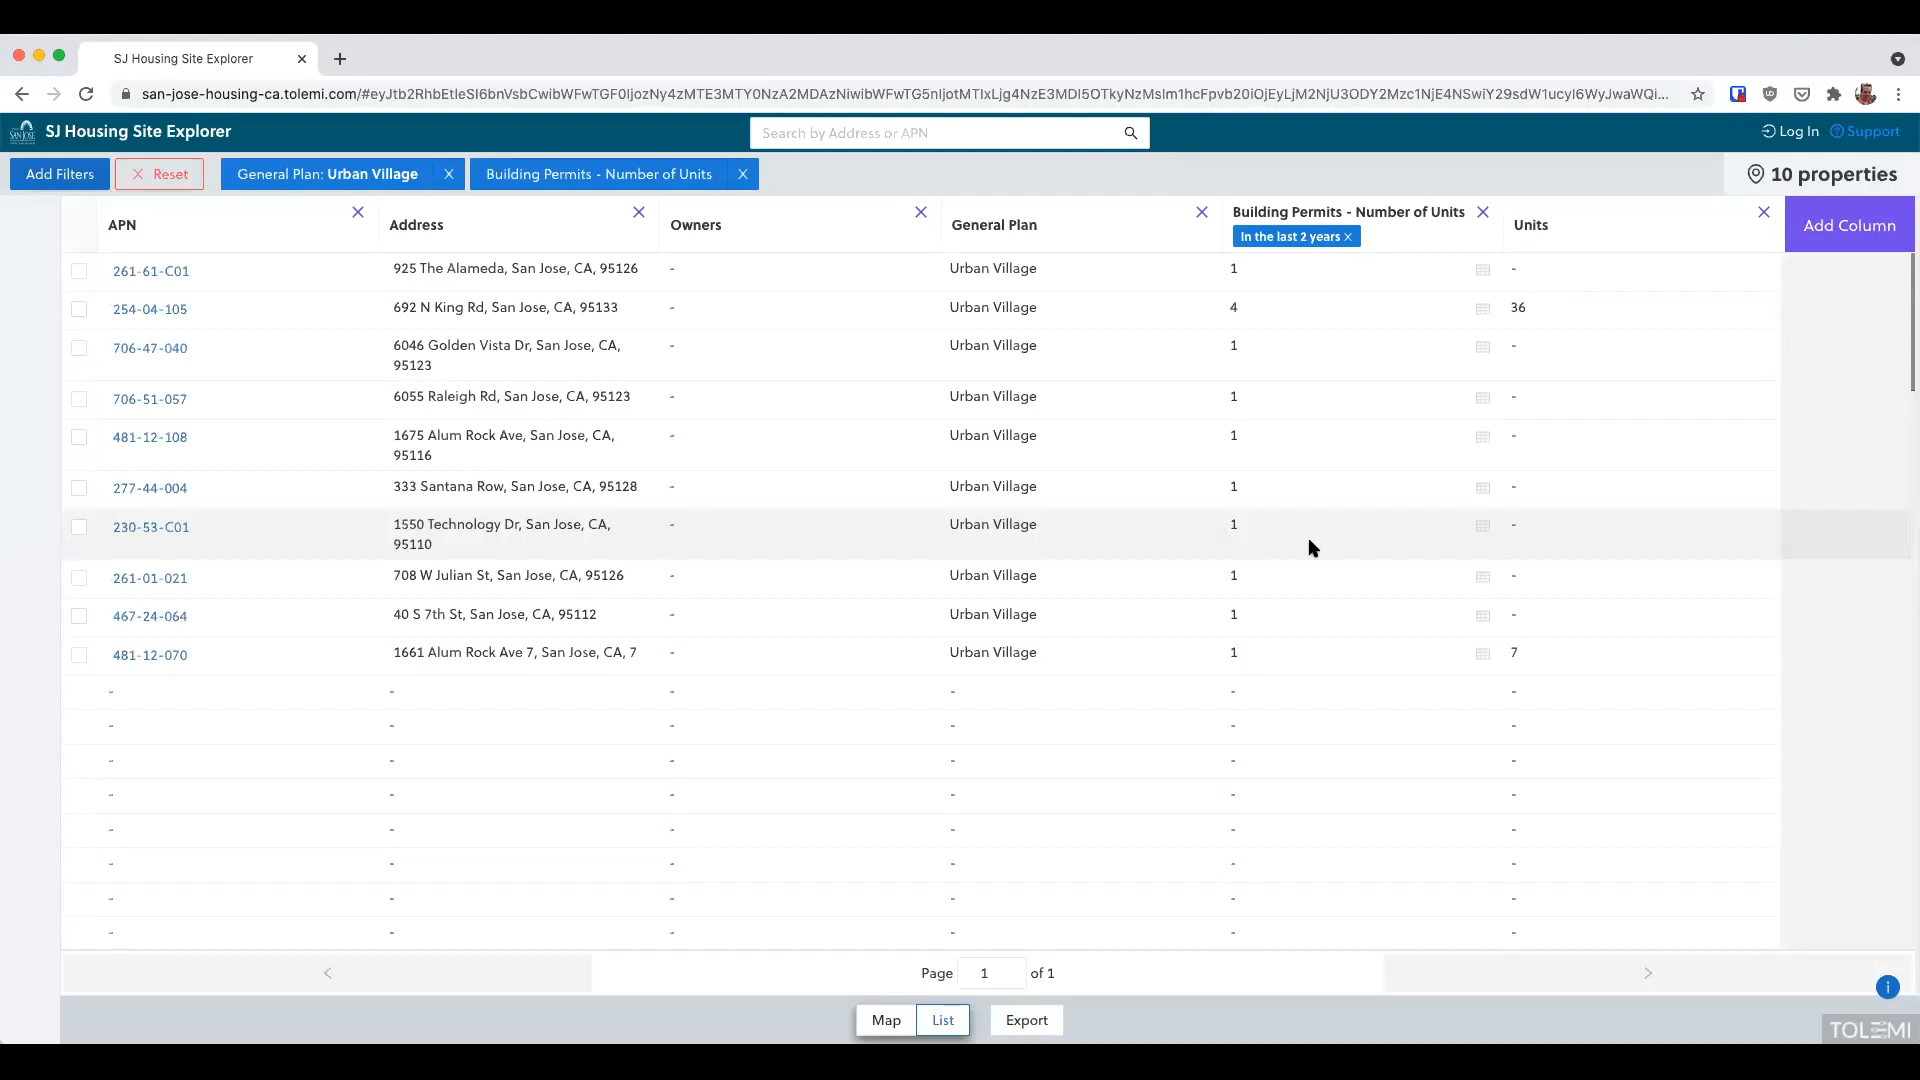 SJ Housing Site Explorer
san-jose-housing-ca.tolemi.com/#eyJtb2RhbEtleSI6bnVsbCwibWFwTGF0IjozNy4zMTE3MTY0NzA2MDAzNiwibWFwTG5nIjotMTIxLjg4NzE3MDI5OTkyNzMsIm1hcFpvb20iOjEyLjM2NjU3ODY2Mzc1NjE4NSwiY29sdW1ucyI6WyJwaWQi...
SJ Housing Site Explorer
Search by Address or APN
Log In
Support
Add Filters
Reset
General Plan: Urban Village
Building Permits - Number of Units
10 properties
APN
Address
Owners
General Plan
Building Permits - Number of Units
In the last 2 years
Units
Add Column
261-61-C01 925 The Alameda, San Jose, CA, 95126 - Urban Village 1 -
254-04-105 692 N King Rd, San Jose, CA, 95133 - Urban Village 4 36
706-47-040 6046 Golden Vista Dr, San Jose, CA, - Urban Village 1 -
95123
706-51-057 6055 Raleigh Rd, San Jose, CA, 95123 - Urban Village 1 -
481-12-108 1675 Alum Rock Ave, San Jose, CA, - Urban Village 1 -
95116
277-44-004 333 Santana Row, San Jose, CA, 95128 - Urban Village 1 -
230-53-C01 1550 Technology Dr, San Jose, CA, - Urban Village 1 -
95110
261-01-021 708 W Julian St, San Jose, CA, 95126 - Urban Village 1 -
467-24-064 40 S 7th St, San Jose, CA, 95112 - Urban Village 1 -
481-12-070 1661 Alum Rock Ave 7, San Jose, CA, 7 - Urban Village 1 7
- - - - - -
- - - - - -
- - - - - -
- - - - - -
- - - - - -
- - - - - -
- - - - - -
- - - - - -
Page 1 of 1
Map
List
Export
TOLEMI